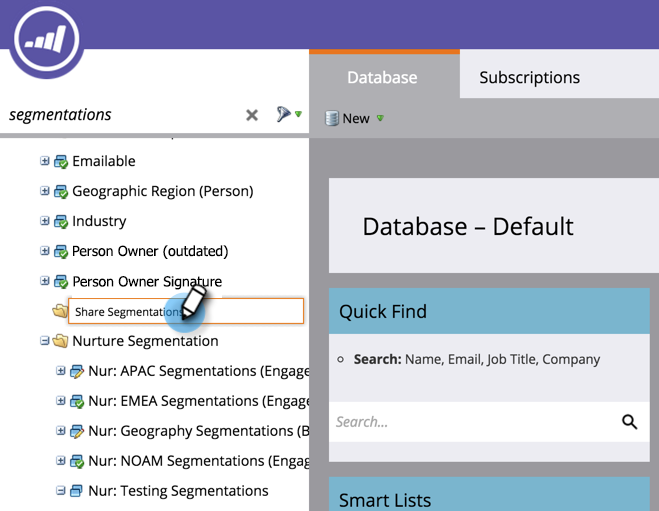 Database
Subscriptions
segmentations
New
Emailable
Geographic Region (Person)
Industry
Person Owner (outdated)
Person Owner Signature
Share Segmentations
Nurture Segmentation
Nur: APAC Segmentations (Engage
Nur: EMEA Segmentations (Engage
Nur: Geography Segmentations (B
Nur: NOAM Segmentations (Engag
Nur: Testing Segmentations
Database – Default
Quick Find
Search: Name, Email, Job Title, Company
Search...
Smart Lists